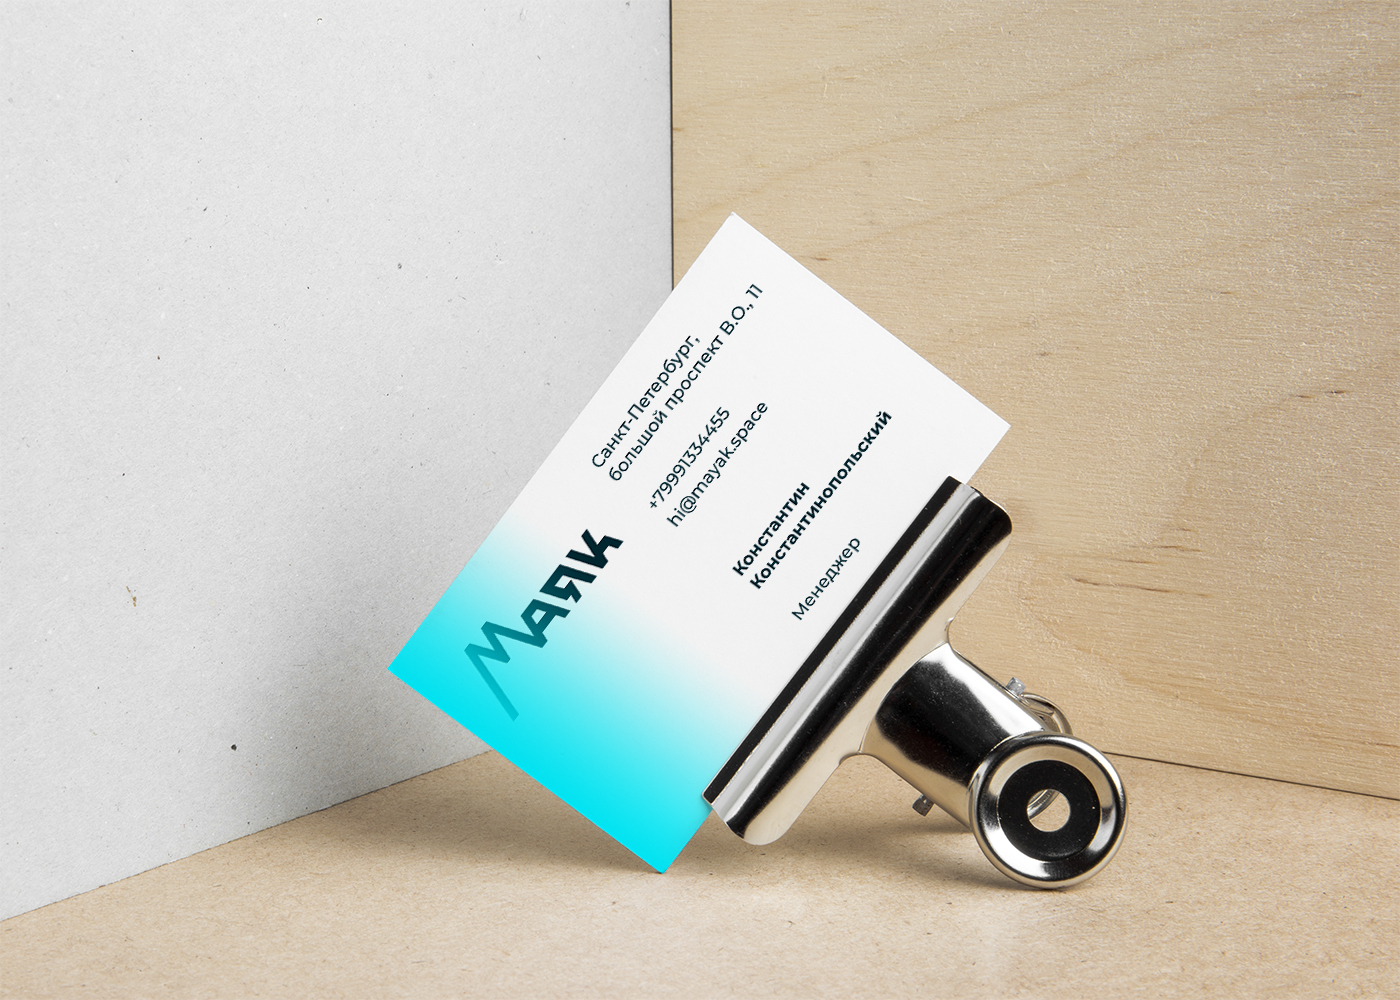 Маяк
Санкт-Петербург,
большой проспект В.О., 11
+79991334455
hi@mayak.space
Константин
Константинопольский
Менеджер